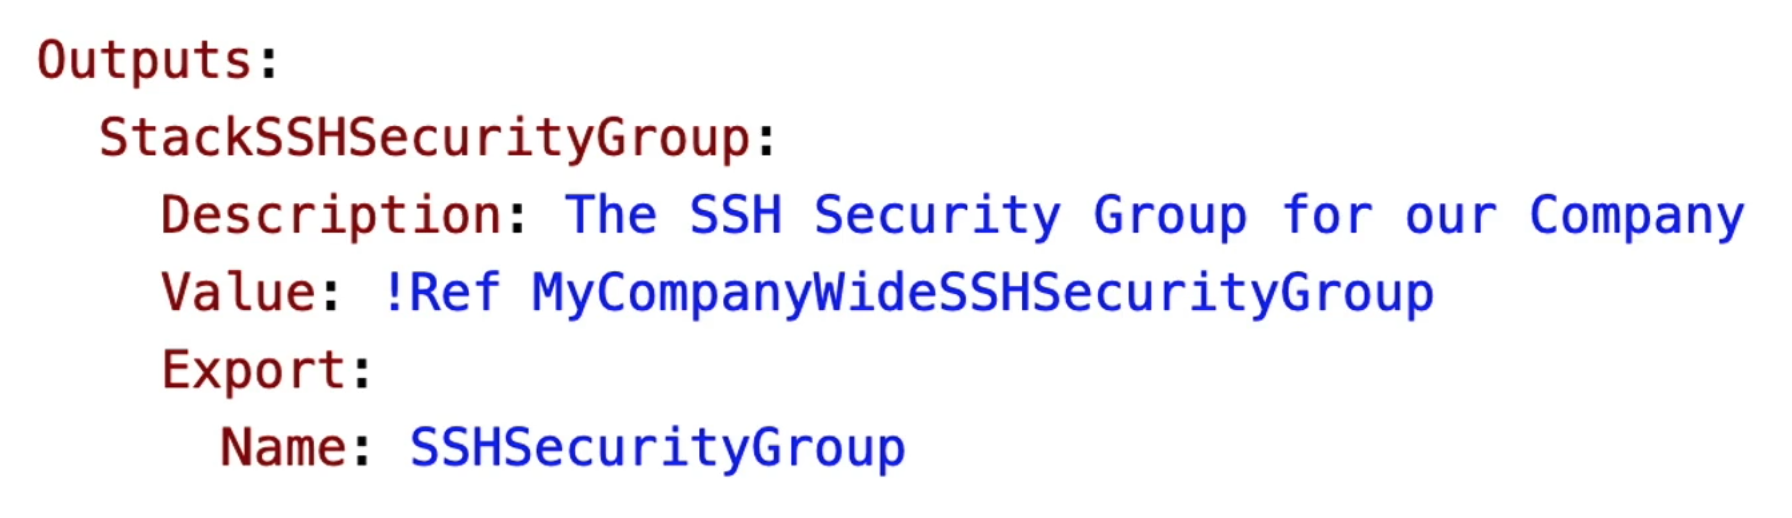 Outputs:
  StackSSHSecurityGroup:
    Description: The SSH Security Group for our Company
    Value: !Ref MyCompanyWideSSHSecurityGroup
    Export:
      Name: SSHSecurityGroup